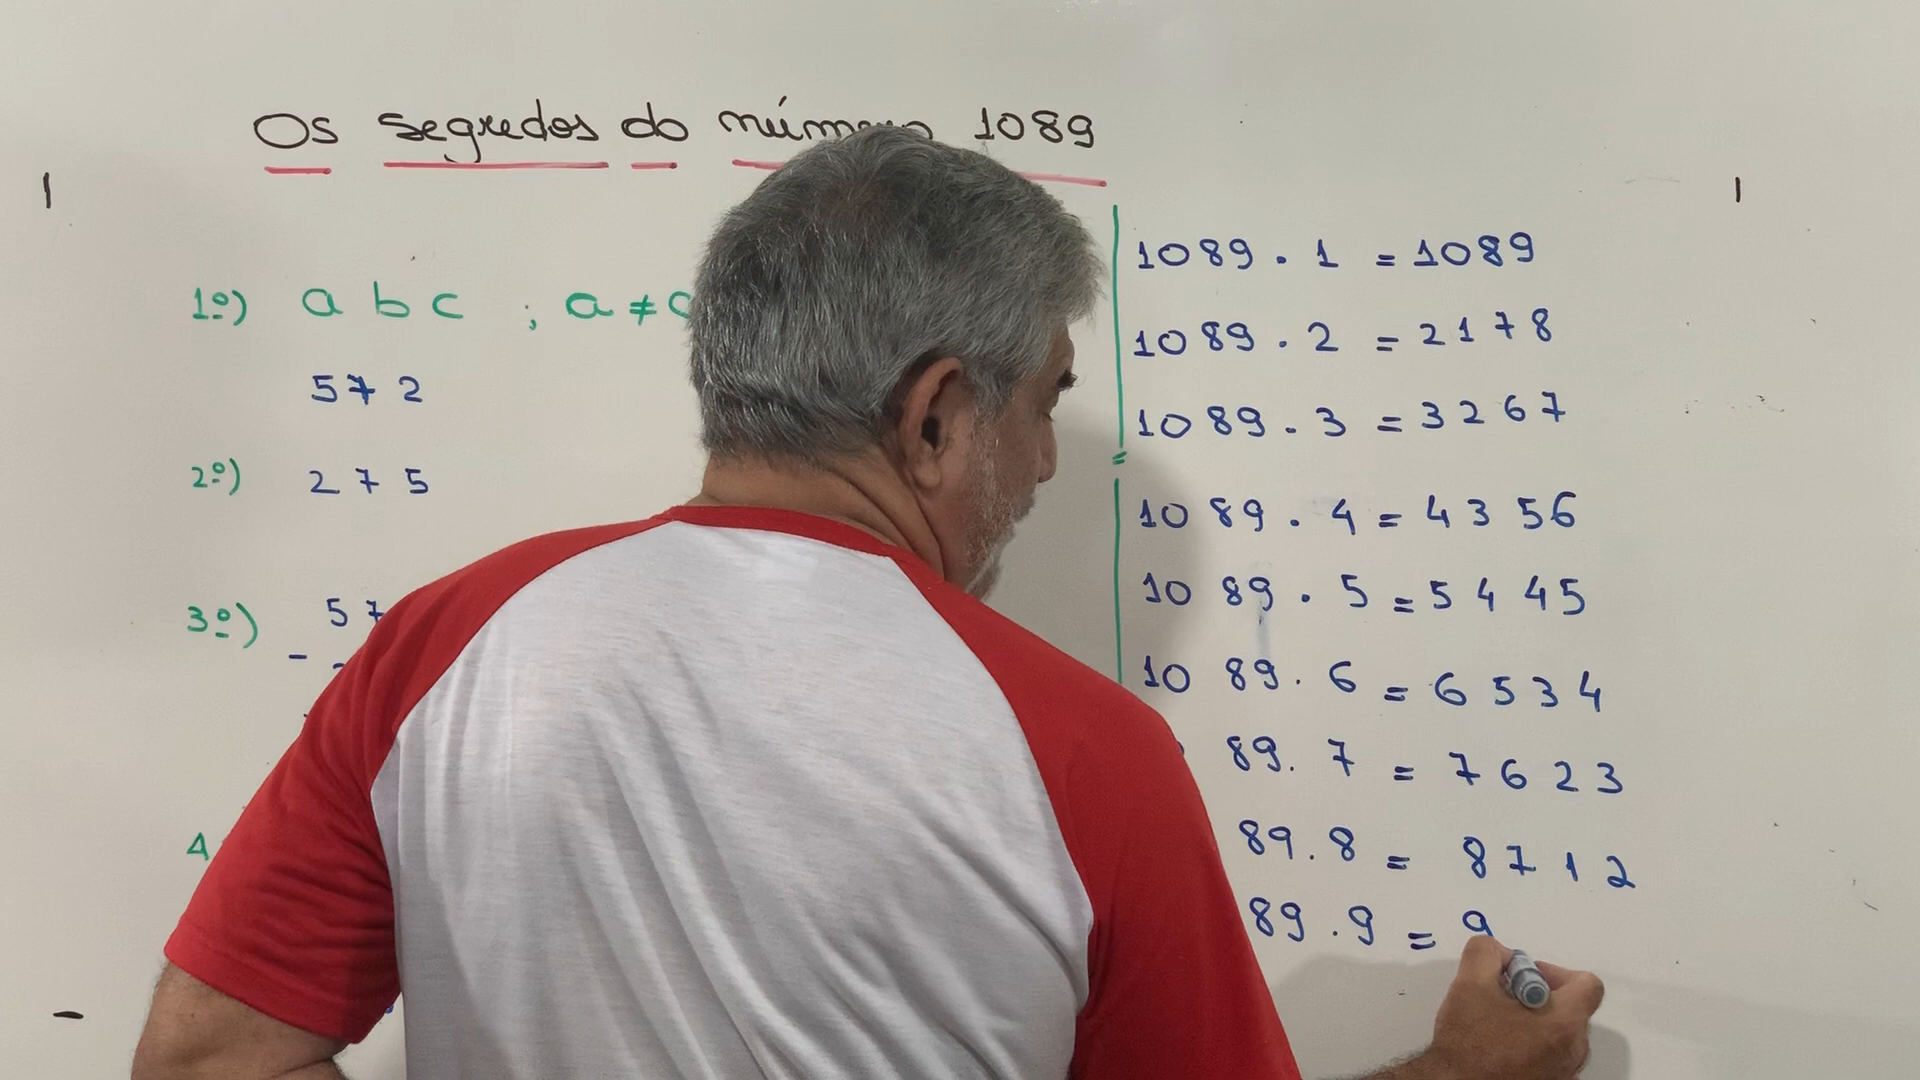 Os segredos do número 1089
1º) a b c ; a ≠ c
572
2º) 275
3º) 57
-
4
1089 . 1 = 1089
1089 . 2 = 2178
1089 . 3 = 3267
1089 . 4 = 4356
1089 . 5 = 5445
1089 . 6 = 6534
89 . 7 = 7623
89 . 8 = 8712
89 . 9 = 9